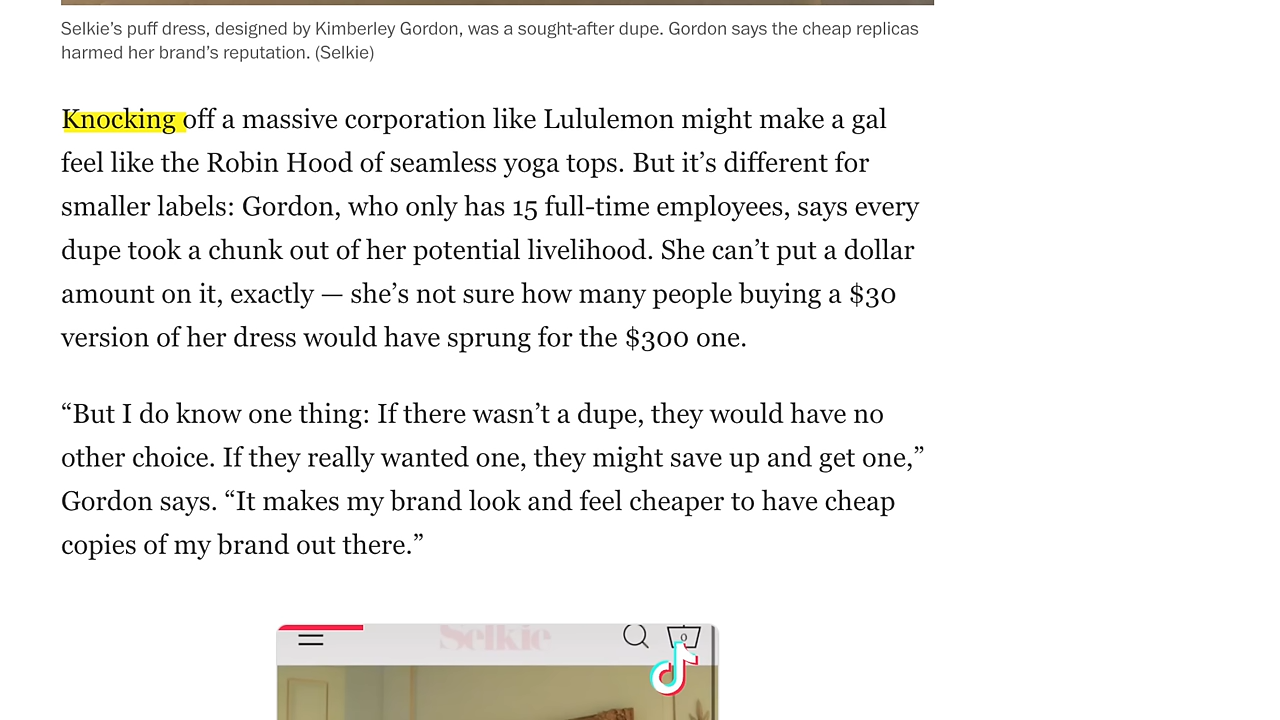 Selkie’s puff dress, designed by Kimberley Gordon, was a sought-after dupe. Gordon says the cheap replicas
harmed her brand’s reputation. (Selkie)
Knocking off a massive corporation like Lululemon might make a gal
feel like the Robin Hood of seamless yoga tops. But it’s different for
smaller labels: Gordon, who only has 15 full-time employees, says every
dupe took a chunk out of her potential livelihood. She can’t put a dollar
amount on it, exactly — she’s not sure how many people buying a $30
version of her dress would have sprung for the $300 one.
“But I do know one thing: If there wasn’t a dupe, they would have no
other choice. If they really wanted one, they might save up and get one,”
Gordon says. “It makes my brand look and feel cheaper to have cheap
copies of my brand out there.”
Selkie 0